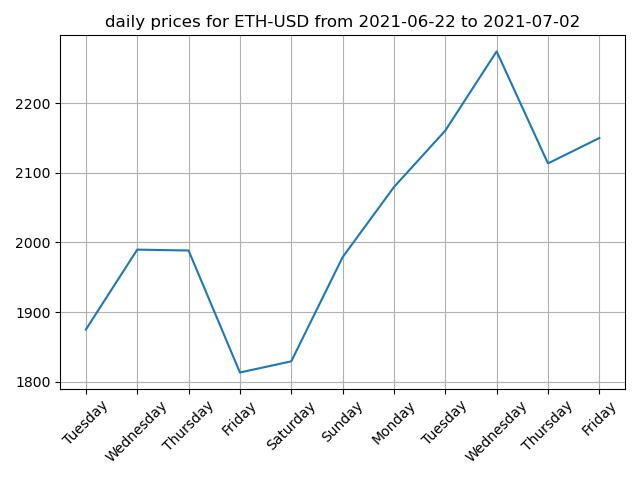 daily prices for ETH-USD from 2021-06-22 to 2021-07-02
2200
2100
2000
1900
1800
Tuesday
Wednesday
Thursday
Friday
Saturday
Sunday
Monday
Tuesday
Wednesday
Thursday
Friday